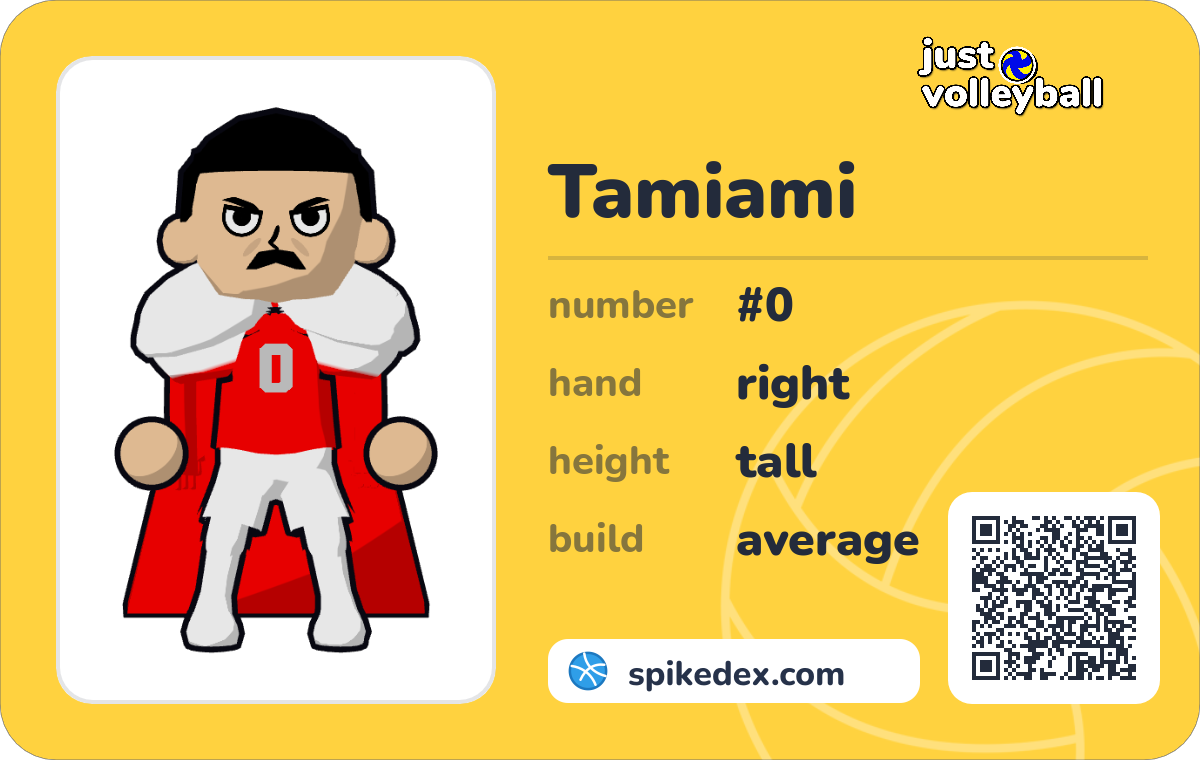 just
volleyball
Tamiami
number #0
hand right
height tall
build average
0
spikedex.com